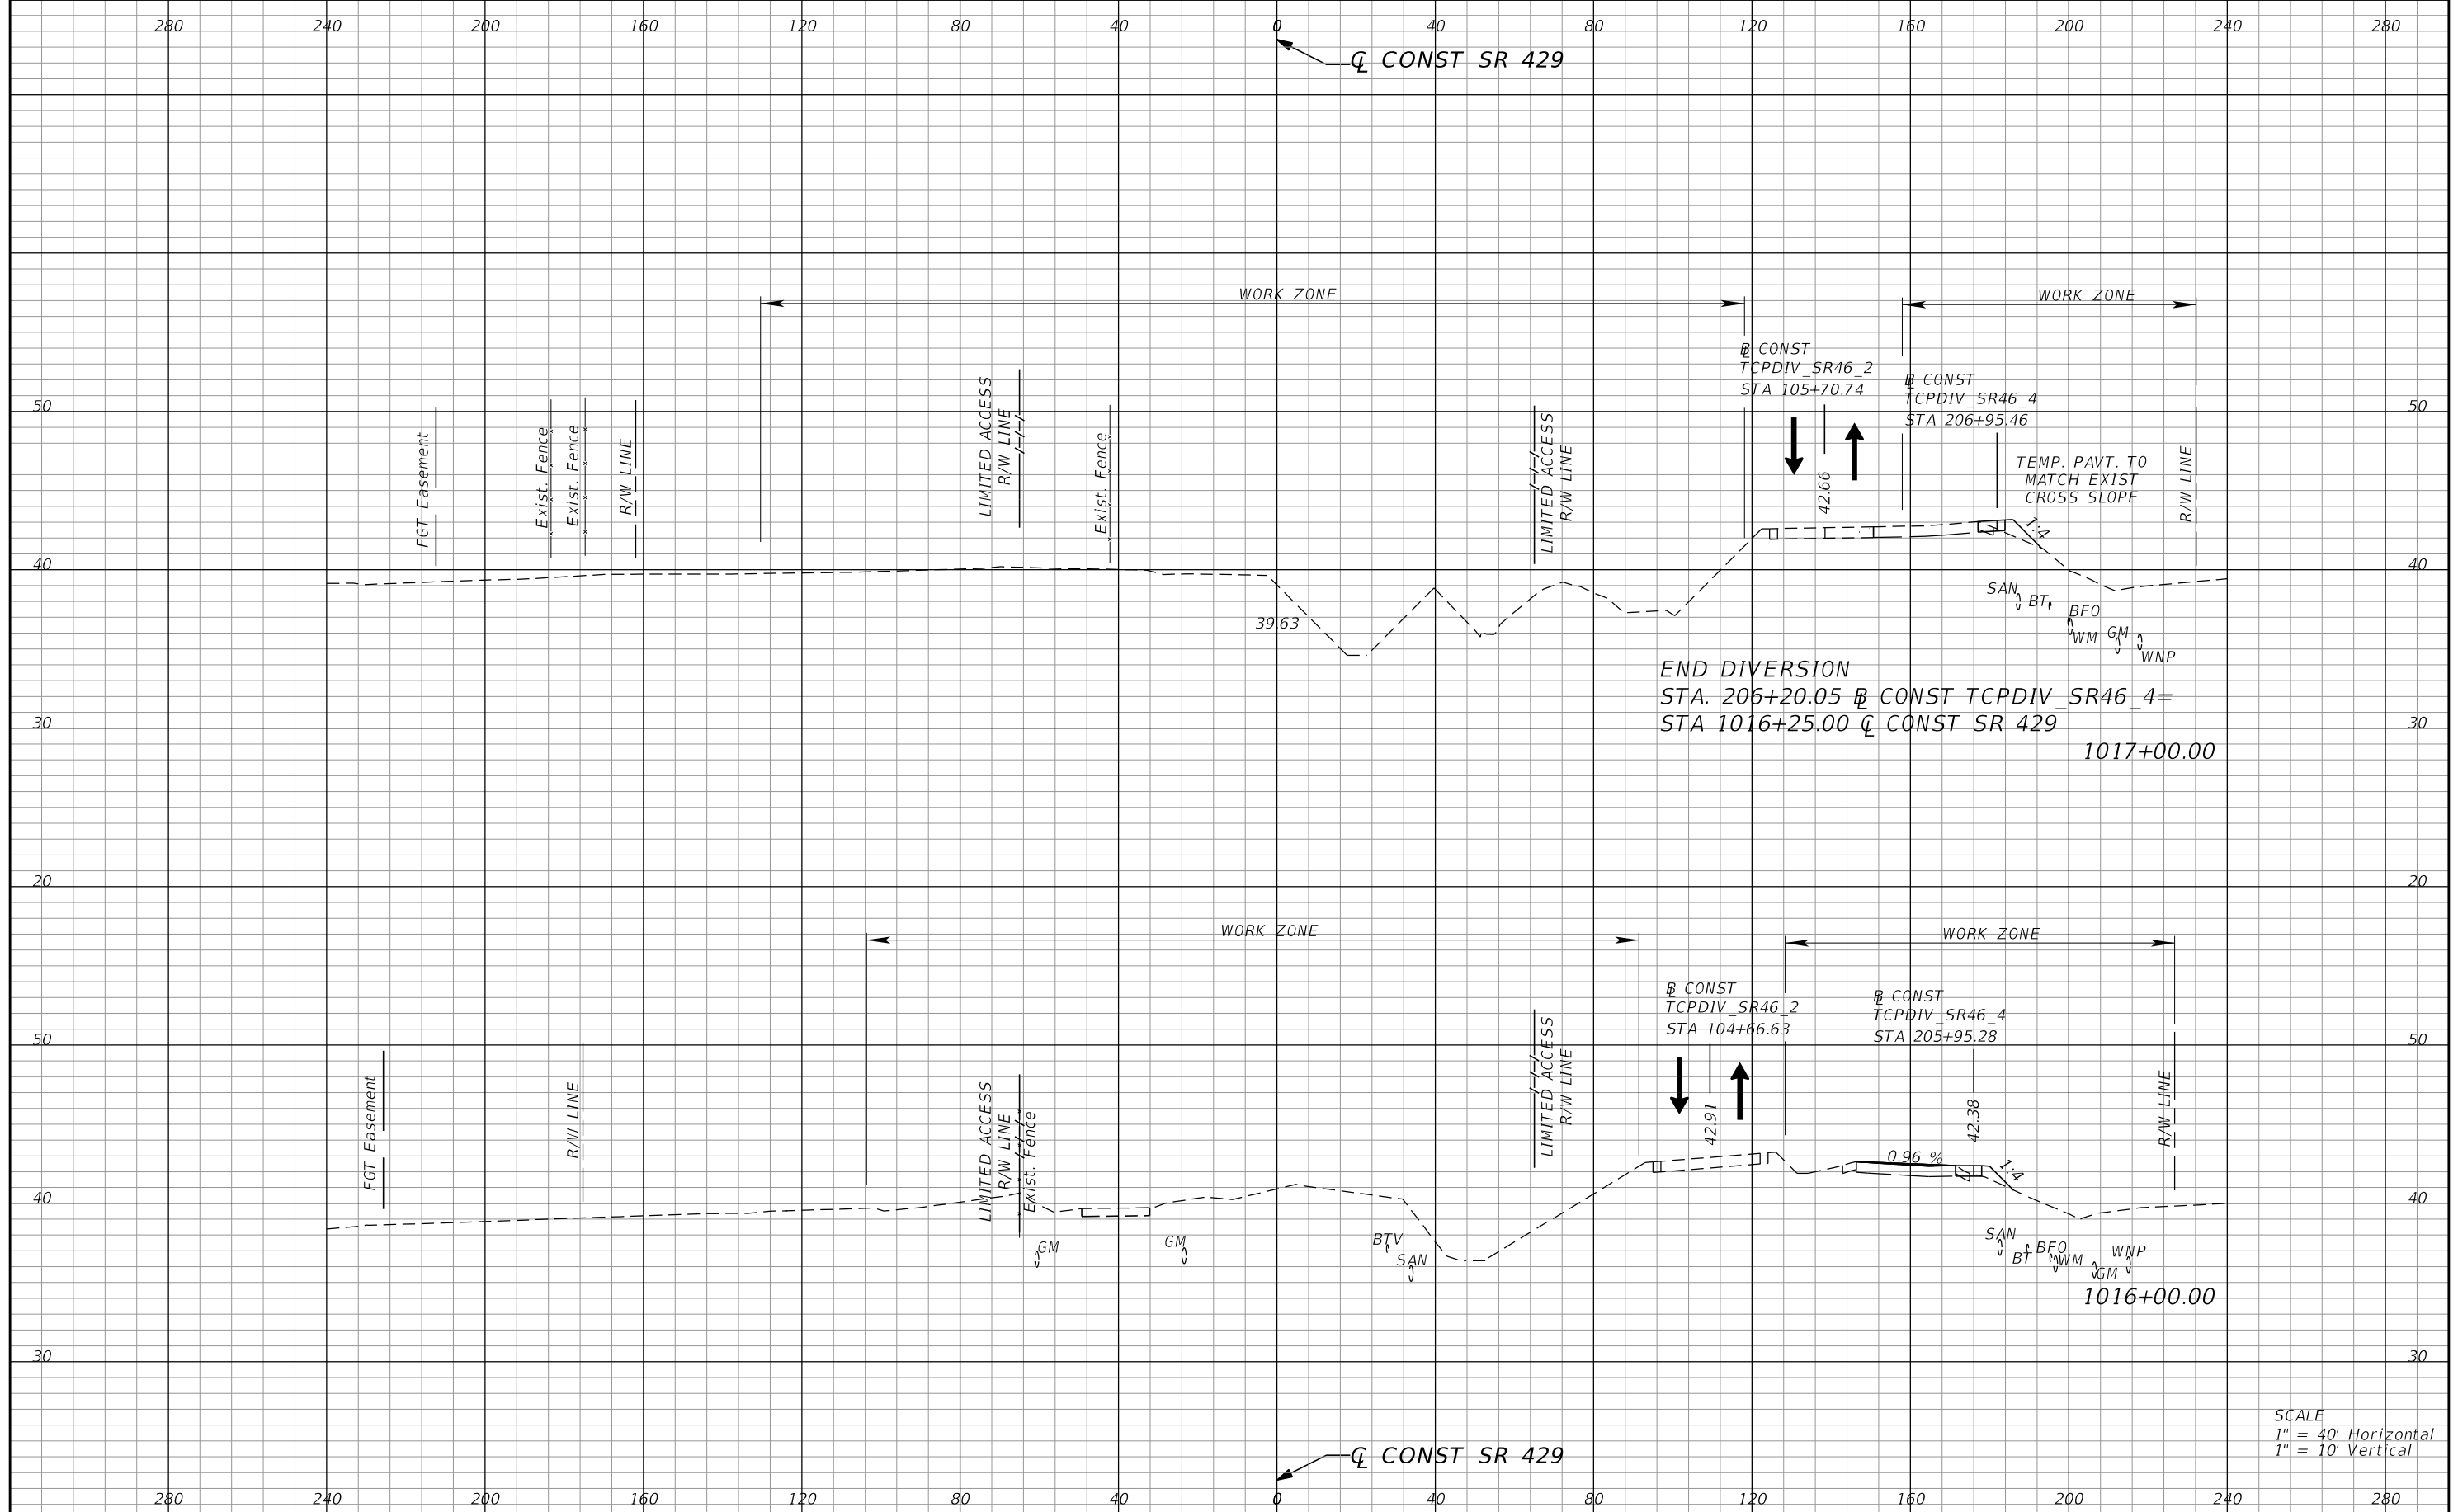 280 240 200 160 120 80 40 0 40 80 120 160 200 240 280
℄ CONST SR 429
WORK ZONE
WORK ZONE
B̲L CONST
TCPDIV_SR46_2
STA 105+70.74
B̲L CONST
TCPDIV_SR46_4
STA 206+95.46
50
50
FGT Easement
Exist. Fence
Exist. Fence
R/W LINE
LIMITED ACCESS
R/W LINE
Exist. Fence
LIMITED ACCESS
R/W LINE
42.66
TEMP. PAVT. TO
MATCH EXIST
CROSS SLOPE
R/W LINE
1:4
40
40
SAN
BT
BFO
WM
GM
WNP
39.63
END DIVERSION
STA. 206+20.05 B̲L CONST TCPDIV_SR46_4=
STA 1016+25.00 ℄ CONST SR 429
30
30
1017+00.00
20
20
WORK ZONE
WORK ZONE
B̲L CONST
TCPDIV_SR46_2
STA 104+66.63
B̲L CONST
TCPDIV_SR46_4
STA 205+95.28
50
50
FGT Easement
R/W LINE
LIMITED ACCESS
R/W LINE
Exist. Fence
LIMITED ACCESS
R/W LINE
42.91
42.38
R/W LINE
0.96 %
1:4
40
40
GM
GM
BTV
SAN
SAN
BT
BFO
WM
GM
WNP
1016+00.00
30
30
SCALE
1" = 40' Horizontal
1" = 10' Vertical
℄ CONST SR 429
280 240 200 160 120 80 40 0 40 80 120 160 200 240 280